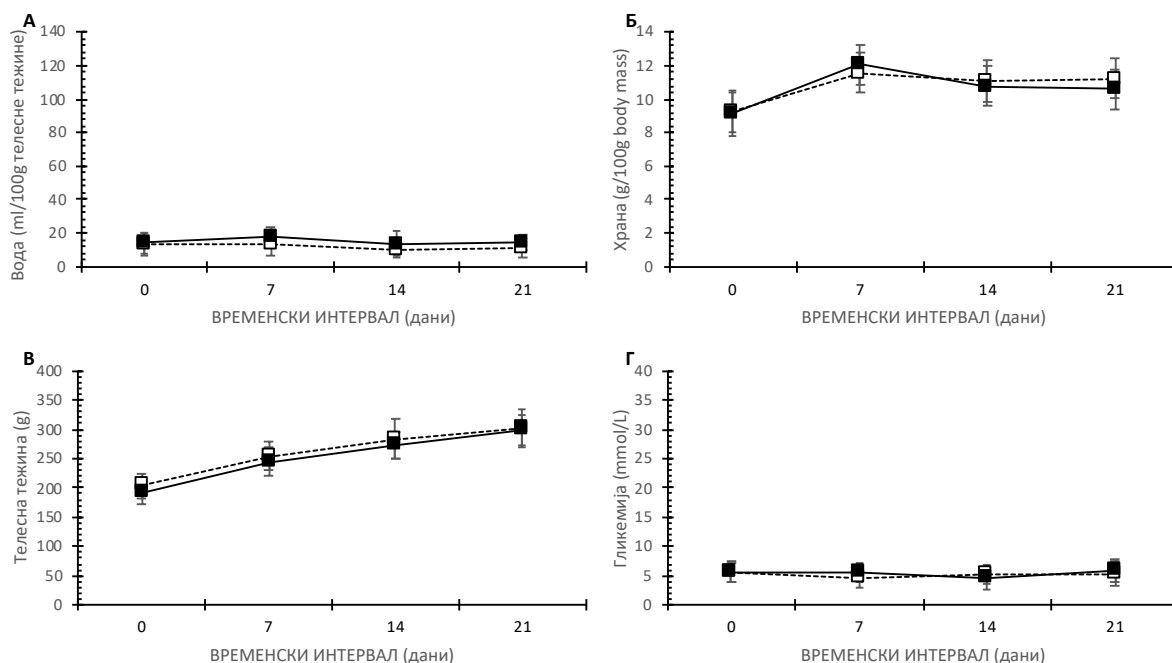 А
Вода (ml/100g телесне тежине)
140
120
100
80
60
40
20
0
0 7 14 21
ВРЕМЕНСКИ ИНТЕРВАЛ (дани)
Б
Храна (g/100g body mass)
14
12
10
8
6
4
2
0
0 7 14 21
ВРЕМЕНСКИ ИНТЕРВАЛ (дани)
В
Телесна тежина (g)
400
350
300
250
200
150
100
50
0
0 7 14 21
ВРЕМЕНСКИ ИНТЕРВАЛ (дани)
Г
Гликемија (mmol/L)
40
35
30
25
20
15
10
5
0
0 7 14 21
ВРЕМЕНСКИ ИНТЕРВАЛ (дани)